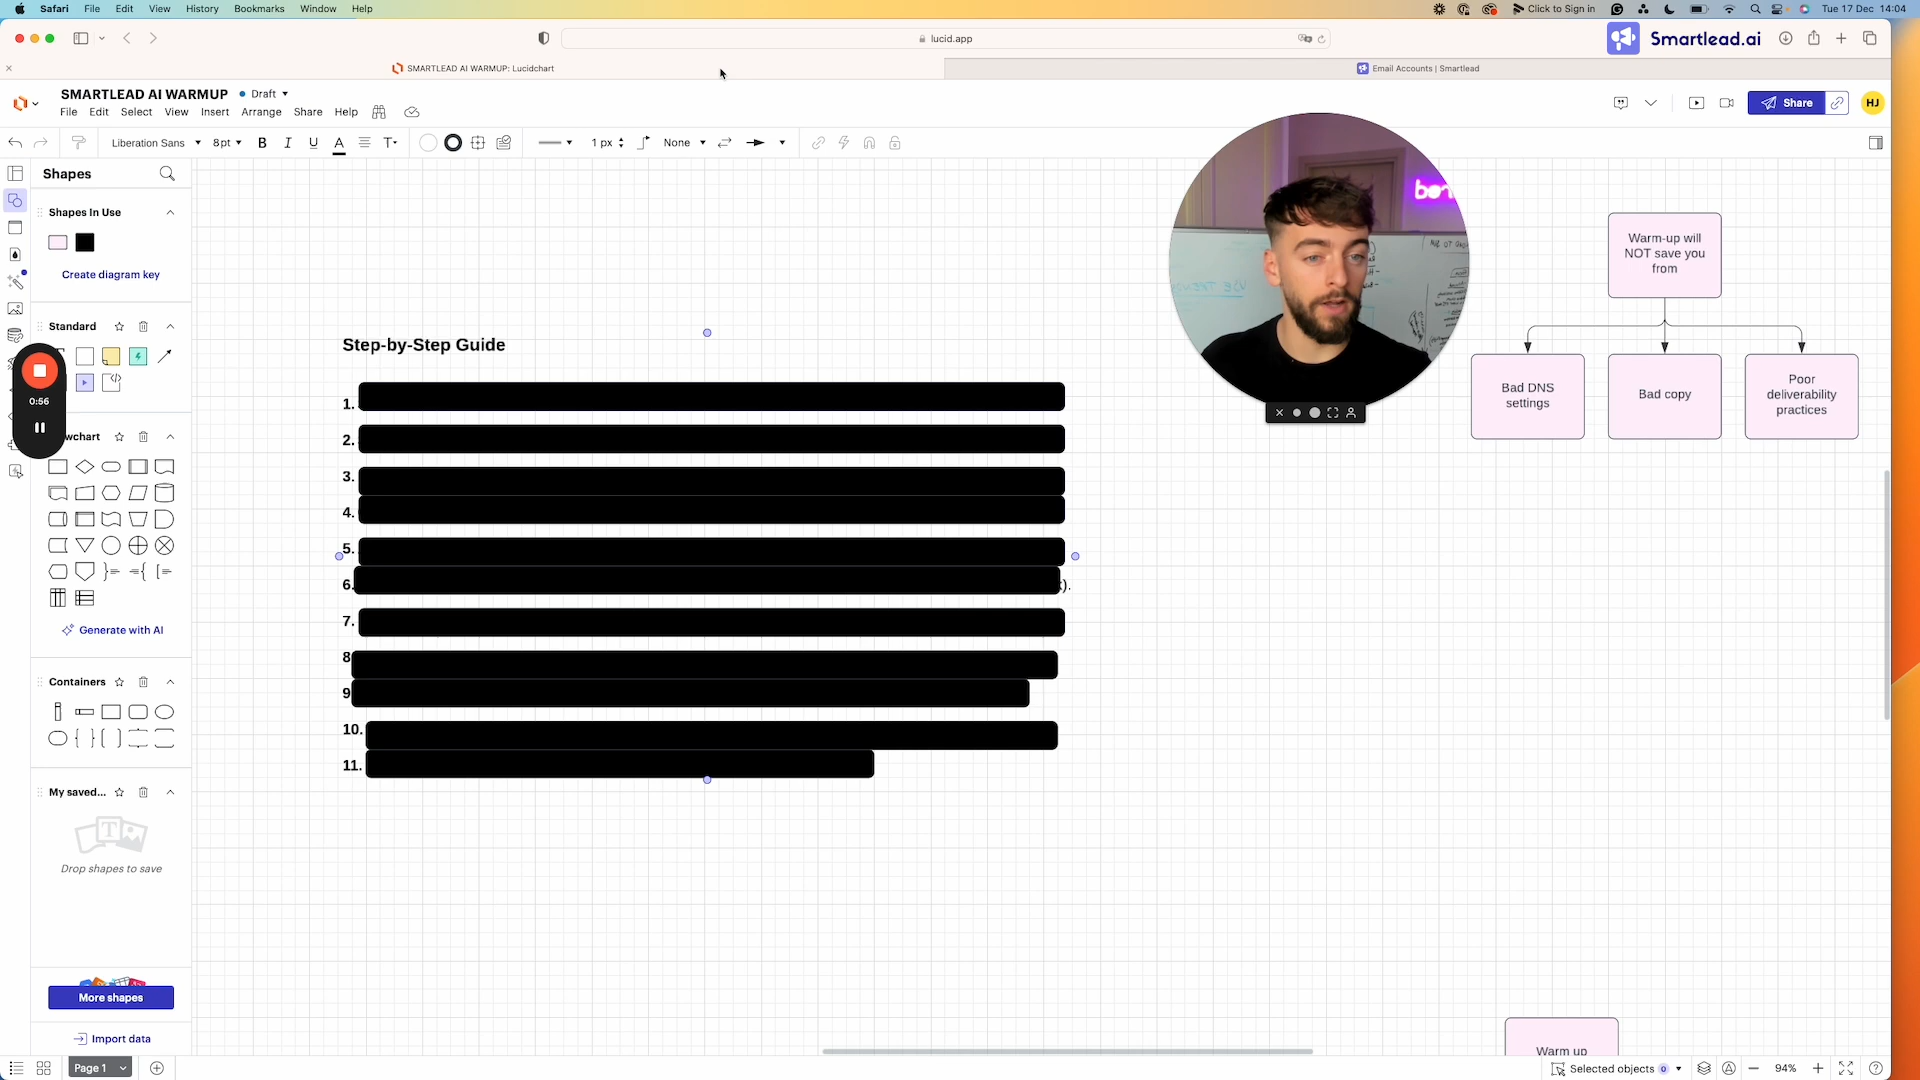 Safari File Edit View History Bookmarks Window Help
Click to Sign in
Tue 17 Dec 14:04
lucid.app
Smartlead.ai
SMARTLEAD AI WARMUP: Lucidchart
Email Accounts | Smartlead
SMARTLEAD AI WARMUP
Draft
File Edit Select View Insert Arrange Share Help
Share
HJ
Liberation Sans
8pt
B I U A T
1 px
None
Shapes
Shapes In Use
Create diagram key
Standard
0:56
wchart
Generate with AI
Containers
My saved...
Drop shapes to save
More shapes
Import data
Step-by-Step Guide
1.
2.
3.
4.
5.
6.
).
7.
8
9
10.
11.
Warm-up will
NOT save you
from
Bad DNS
settings
Bad copy
Poor
deliverability
practices
Warm up
Page 1
Selected objects 0
94%